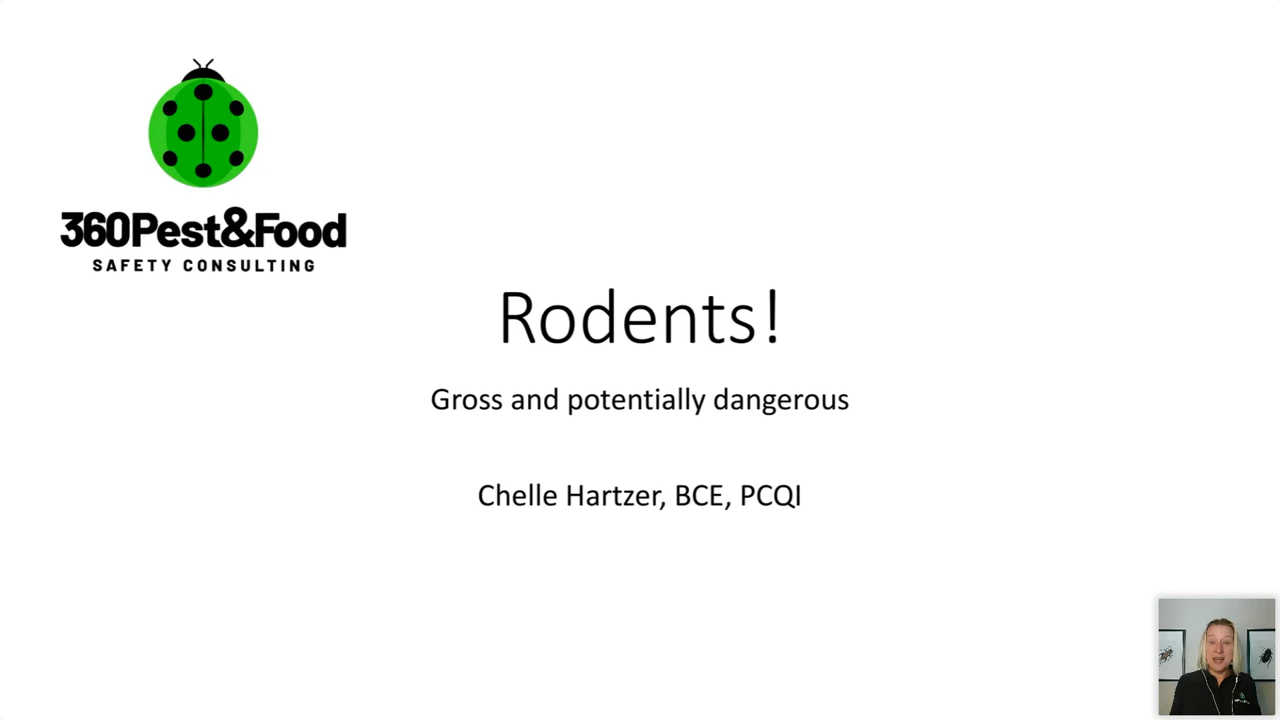 360Pest&Food
SAFETY CONSULTING
Rodents!
Gross and potentially dangerous
Chelle Hartzer, BCE, PCQI